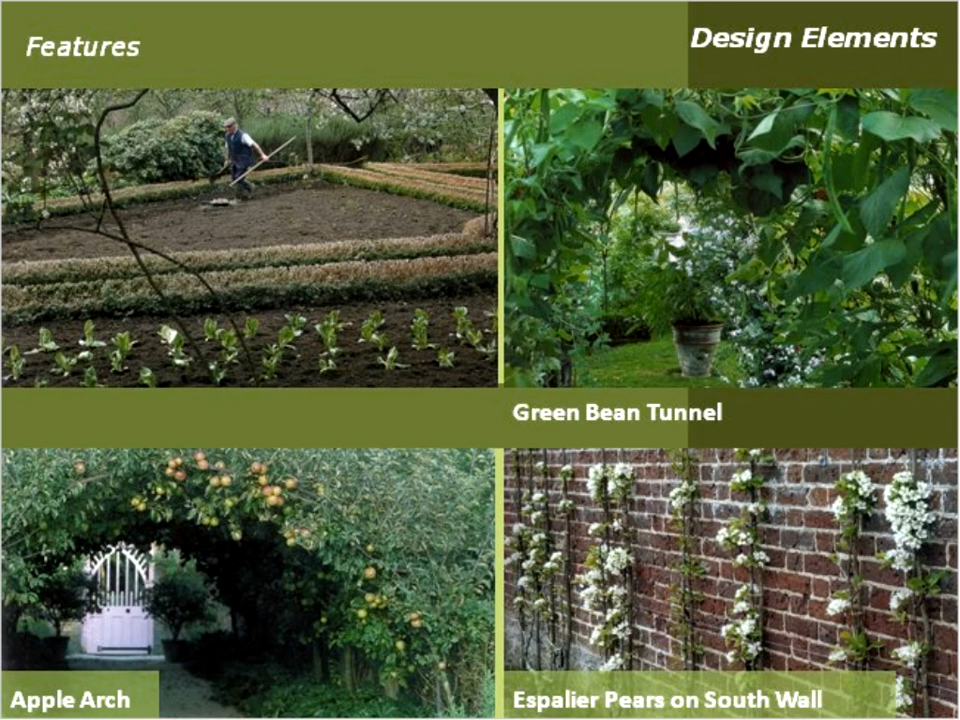 Features
Design Elements
Green Bean Tunnel
Apple Arch
Espalier Pears on South Wall